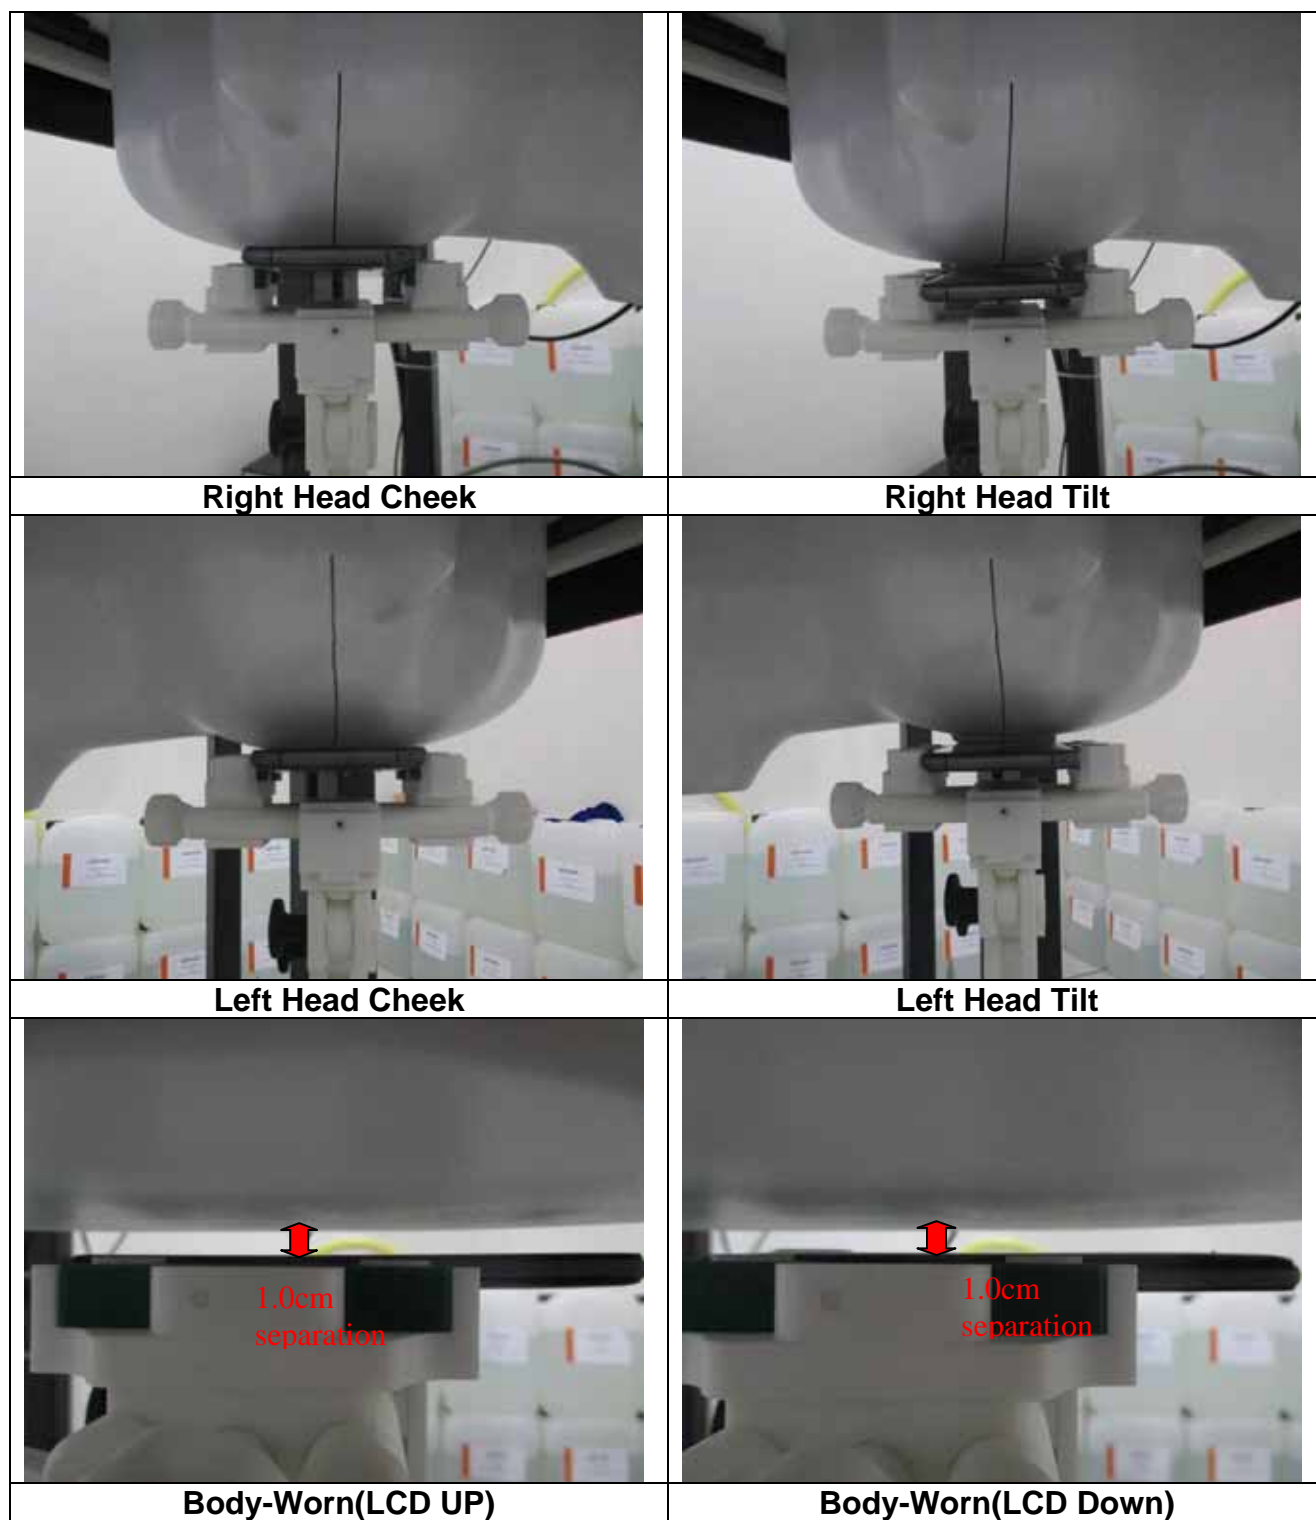 Right Head Cheek
Right Head Tilt
Left Head Cheek
Left Head Tilt
1.0cm
separation
1.0cm
separation
Body-Worn(LCD UP)
Body-Worn(LCD Down)